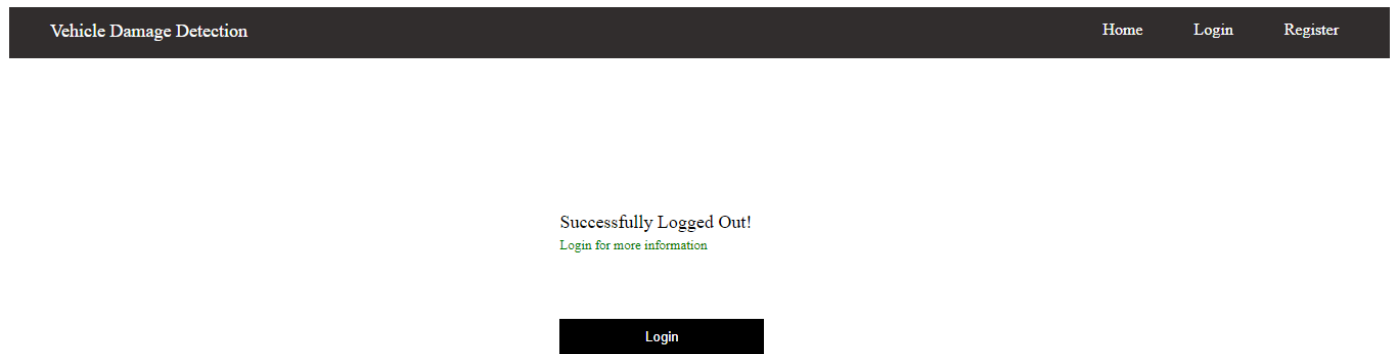 Vehicle Damage Detection Home Login Register
Successfully Logged Out!
Login for more information
Login